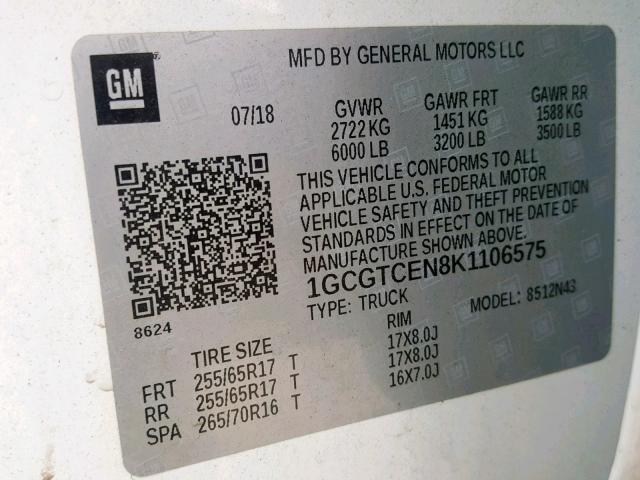 GM
MFD BY GENERAL MOTORS LLC
07/18 GVWR GAWR FRT GAWR RR
2722 KG 1451 KG 1588 KG
6000 LB 3200 LB 3500 LB
THIS VEHICLE CONFORMS TO ALL
APPLICABLE U.S. FEDERAL MOTOR
VEHICLE SAFETY AND THEFT PREVENTION
STANDARDS IN EFFECT ON THE DATE OF
MANUFACTURE SHOWN ABOVE.
1GCGTCEN8K1106575
TYPE: TRUCK MODEL: 8512N43
8624
TIRE SIZE RIM
FRT 255/65R17 T 17X8.0J
RR 255/65R17 T 17X8.0J
SPA 265/70R16 T 16X7.0J